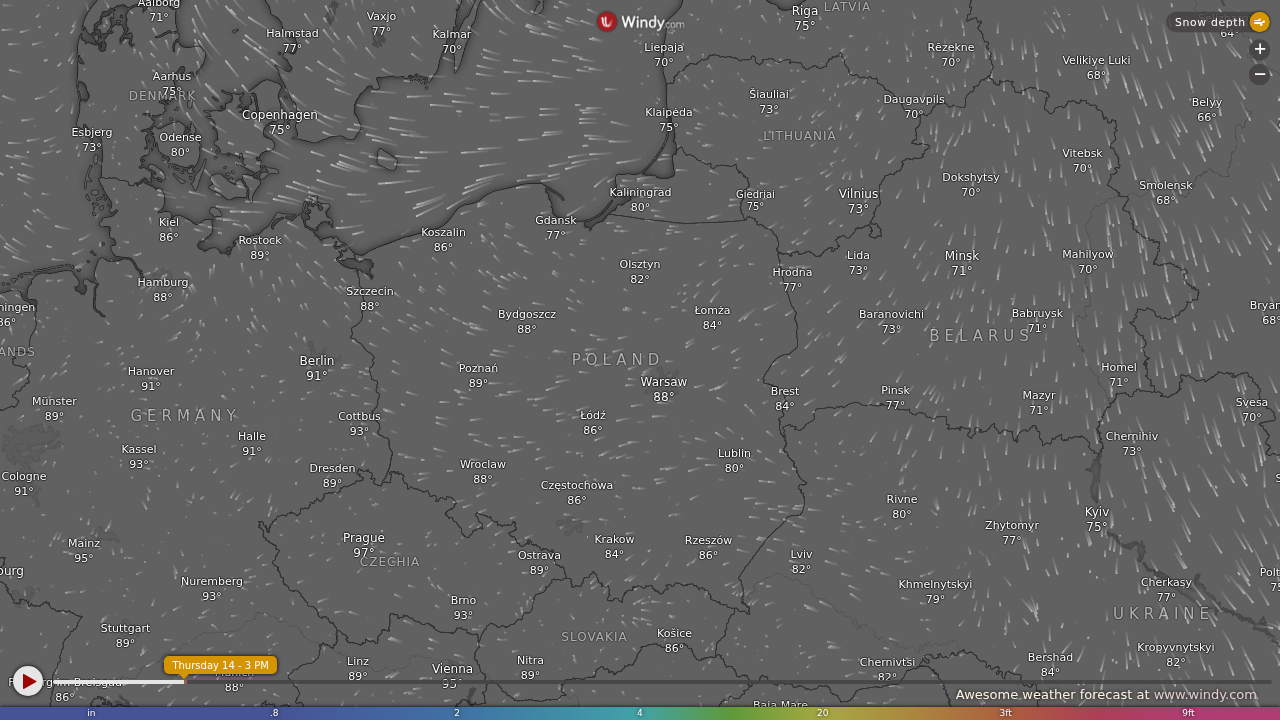 Aalborg
71°
Vaxjo
77°
Halmstad
77°
Kalmar
70°
Windy.com
Riga
75°
LATVIA
Snow depth
64°
+
−
Liepaja
70°
Rēzekne
70°
Velikiye Luki
68°
Aarhus
75°
DENMARK
Copenhagen
75°
Šiauliai
73°
Daugavpils
70°
Belyy
66°
Klaipėda
75°
LITHUANIA
Esbjerg
73°
Odense
80°
Vitebsk
70°
Dokshytsy
70°
Smolensk
68°
Kaliningrad
80°
Giedriai
75°
Vilnius
73°
Kiel
86°
Rostock
89°
Koszalin
86°
Gdansk
77°
Lida
73°
Minsk
71°
Mahilyow
70°
Olsztyn
82°
Hrodna
77°
Hamburg
88°
Szczecin
88°
Bydgoszcz
88°
Łomża
84°
Baranovichi
73°
Babruysk
71°
BELARUS
POLAND
Berlin
91°
Hanover
91°
Poznań
89°
Warsaw
88°
Brest
84°
Pinsk
77°
Mazyr
71°
Homel
71°
Münster
89°
GERMANY
Cottbus
93°
Łódź
86°
Svesa
70°
Kassel
93°
Halle
91°
Chernihiv
73°
Cologne
91°
Dresden
89°
Wroclaw
88°
Lublin
80°
Częstochowa
86°
Rivne
80°
Kyiv
75°
Zhytomyr
77°
Mainz
95°
Prague
97°
CZECHIA
Ostrava
89°
Krakow
84°
Rzeszów
86°
Lviv
82°
Nuremberg
93°
Khmelnytskyi
79°
Cherkasy
77°
UKRAINE
Brno
93°
Stuttgart
89°
SLOVAKIA
Košice
86°
Kropyvnytskyi
82°
Thursday 14 - 3 PM
Linz
89°
Vienna
95°
Nitra
89°
Chernivtsi
82°
Bershad
84°
86°
88°
Awesome weather forecast at www.windy.com
Baia Mare
in .8 2 4 20 3ft 9ft